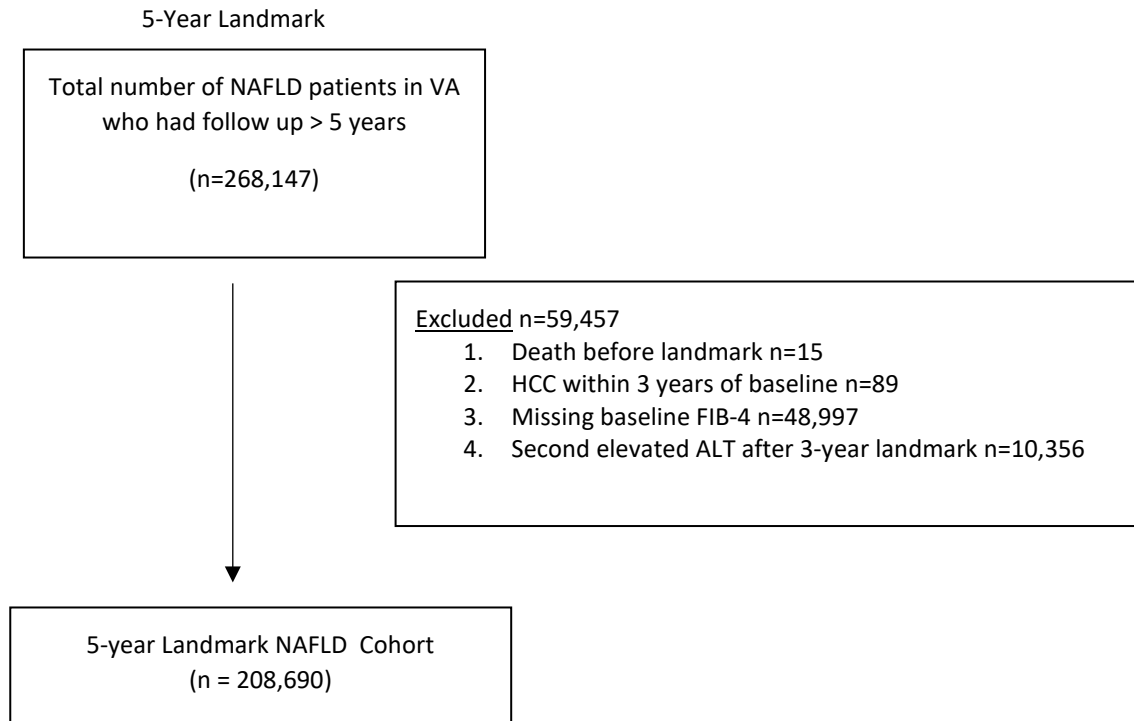 5-Year Landmark
Total number of NAFLD patients in VA
who had follow up > 5 years
(n=268,147)
Excluded n=59,457
1. Death before landmark n=15
2. HCC within 3 years of baseline n=89
3. Missing baseline FIB-4 n=48,997
4. Second elevated ALT after 3-year landmark n=10,356
5-year Landmark NAFLD Cohort
(n = 208,690)